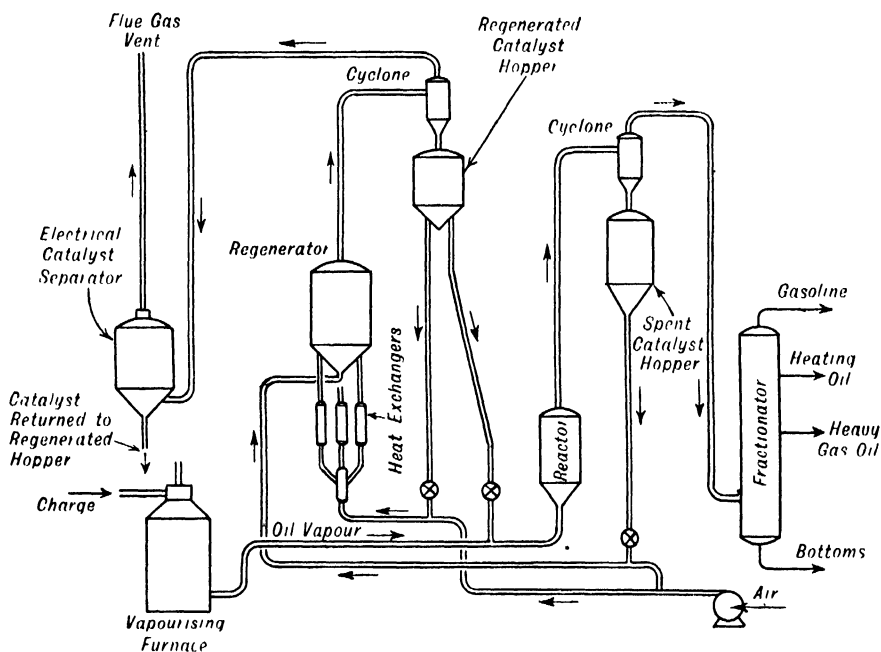 Flue Gas
Vent
Regenerated
Catalyst
Hopper
Cyclone
Cyclone
Electrical
Catalyst
Separator
Regenerator
Gasoline
Spent
Catalyst
Hopper
Heating
Oil
Heat Exchangers
Catalyst
Returned to
Regenerated
Hopper
Reactor
Fractionator
Heavy
Gas Oil
Charge
Oil Vapour
Bottoms
Air
Vapourising
Furnace